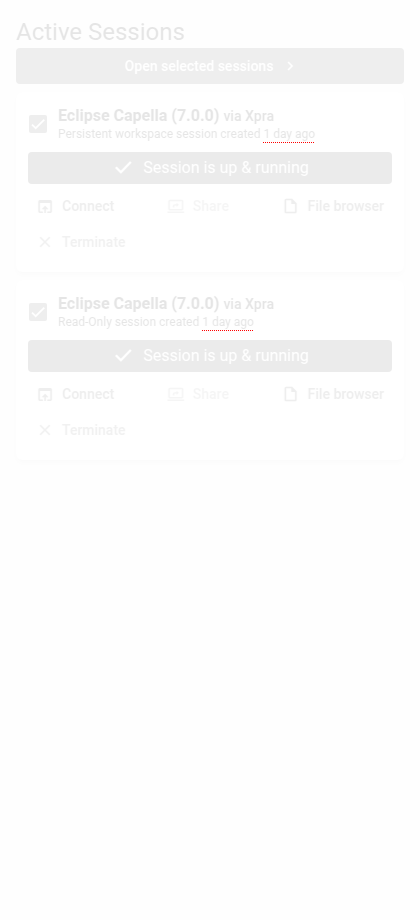 Active Sessions
Open selected sessions
Eclipse Capella (7.0.0) via Xpra
Persistent workspace session created 1 day ago
Session is up & running
Connect Share File browser
Terminate
Eclipse Capella (7.0.0) via Xpra
Read-Only session created 1 day ago
Session is up & running
Connect Share File browser
Terminate